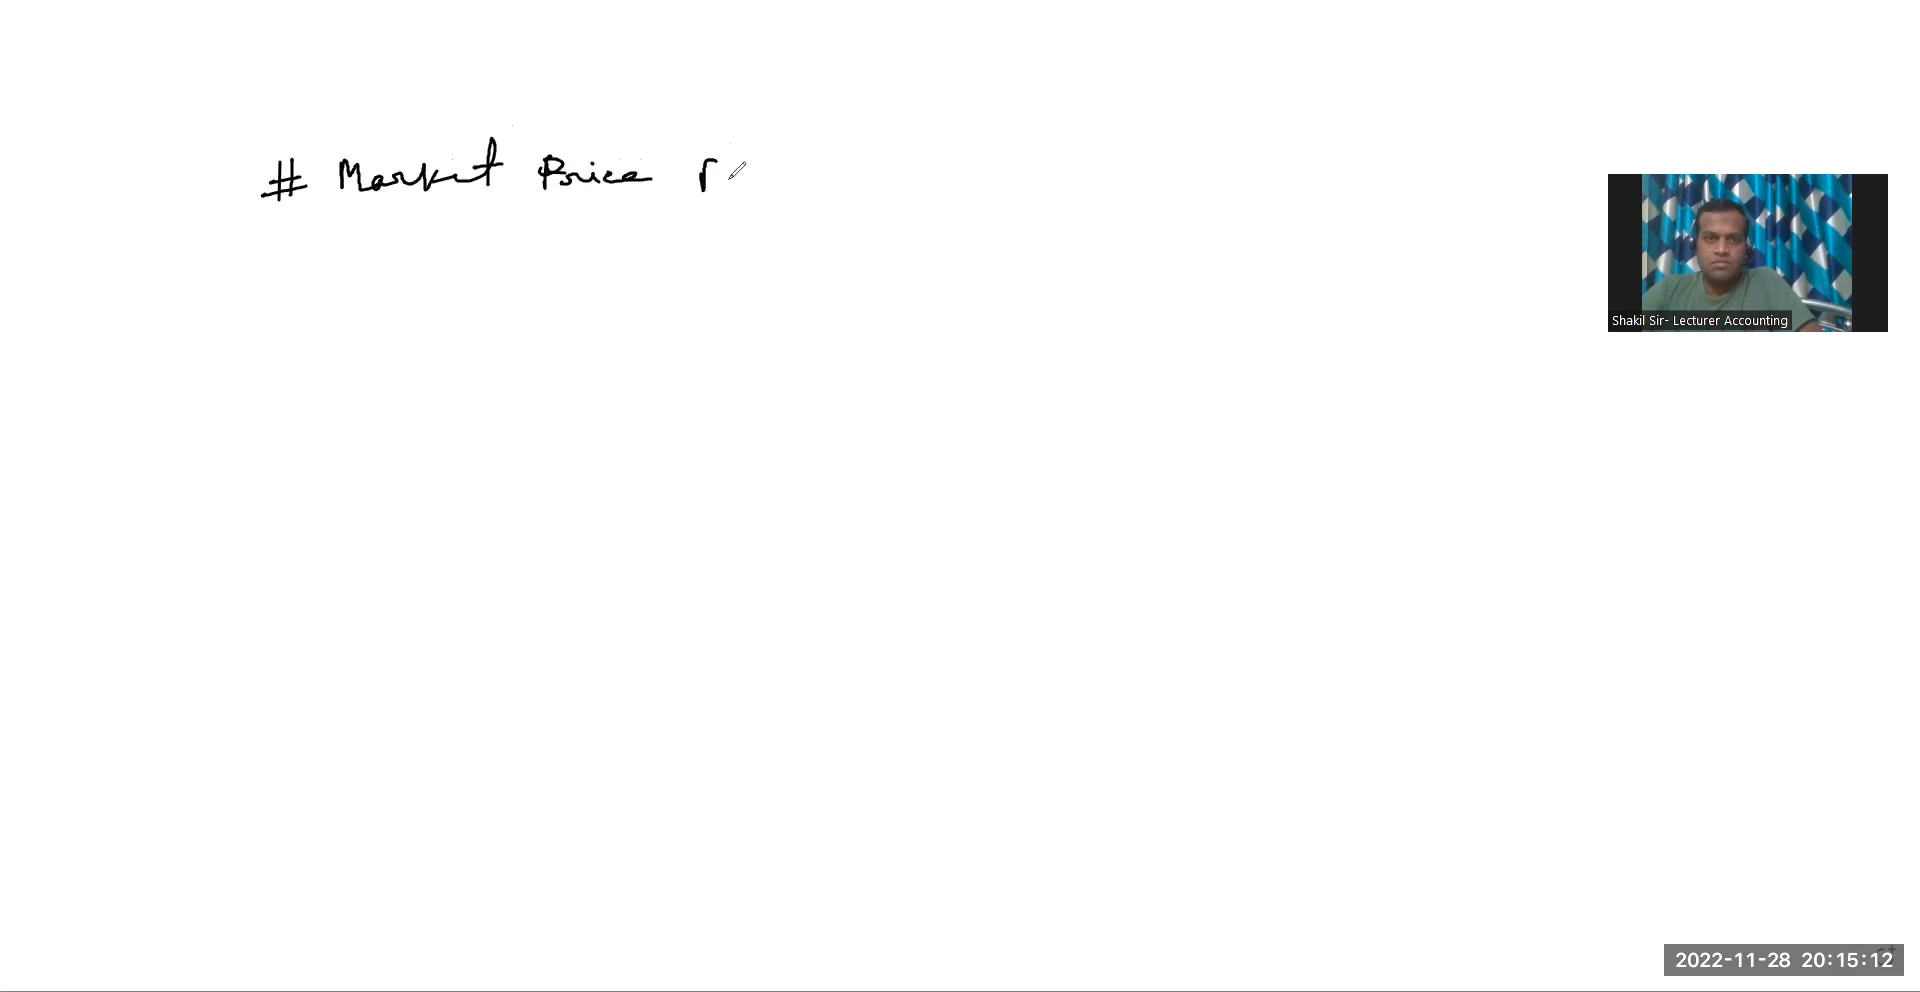 # Market Price
Shakil Sir- Lecturer Accounting
2022-11-28 20:15:12